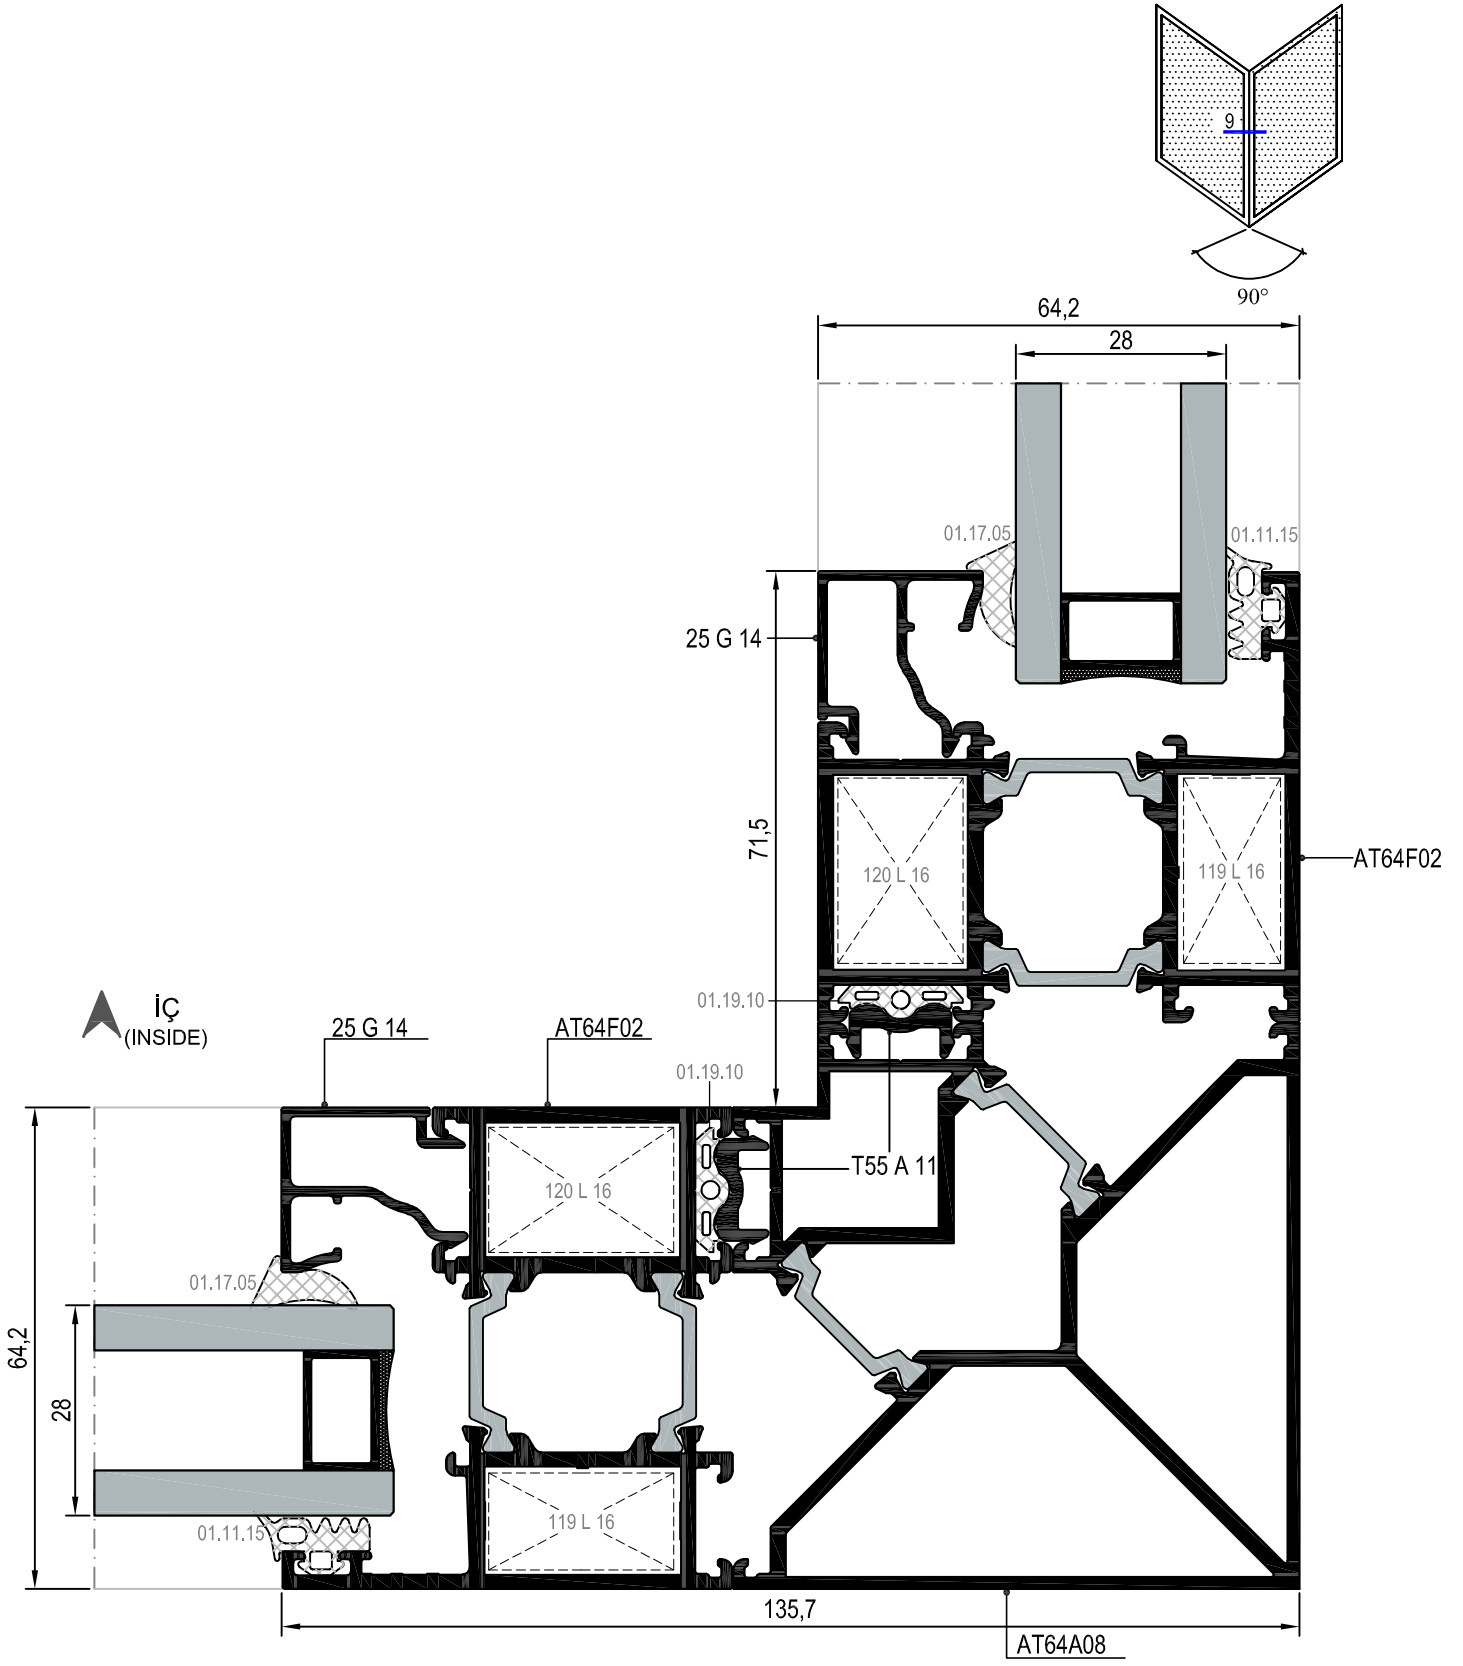 9
90°
64,2
28
01.17.05
01.11.15
25 G 14
71,5
120 L 16
119 L 16
AT64F02
01.19.10
İÇ
(INSIDE)
25 G 14
AT64F02
01.19.10
T55 A 11
120 L 16
01.17.05
64,2
28
01.11.15
119 L 16
135,7
AT64A08